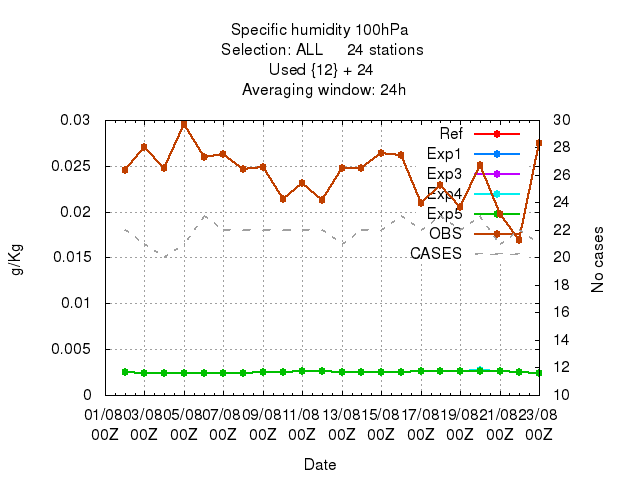 Specific humidity 100hPa
Selection: ALL 24 stations
Used {12} + 24
Averaging window: 24h
0.03
0.025
0.02
0.015
0.01
0.005
0
g/Kg
30
28
26
24
22
20
18
16
14
12
10
No cases
Ref
Exp1
Exp3
Exp4
Exp5
OBS
CASES
01/08 03/08 05/08 07/08 09/08 11/08 13/08 15/08 17/08 19/08 21/08 23/08
00Z 00Z 00Z 00Z 00Z 00Z 00Z 00Z 00Z 00Z 00Z 00Z
Date